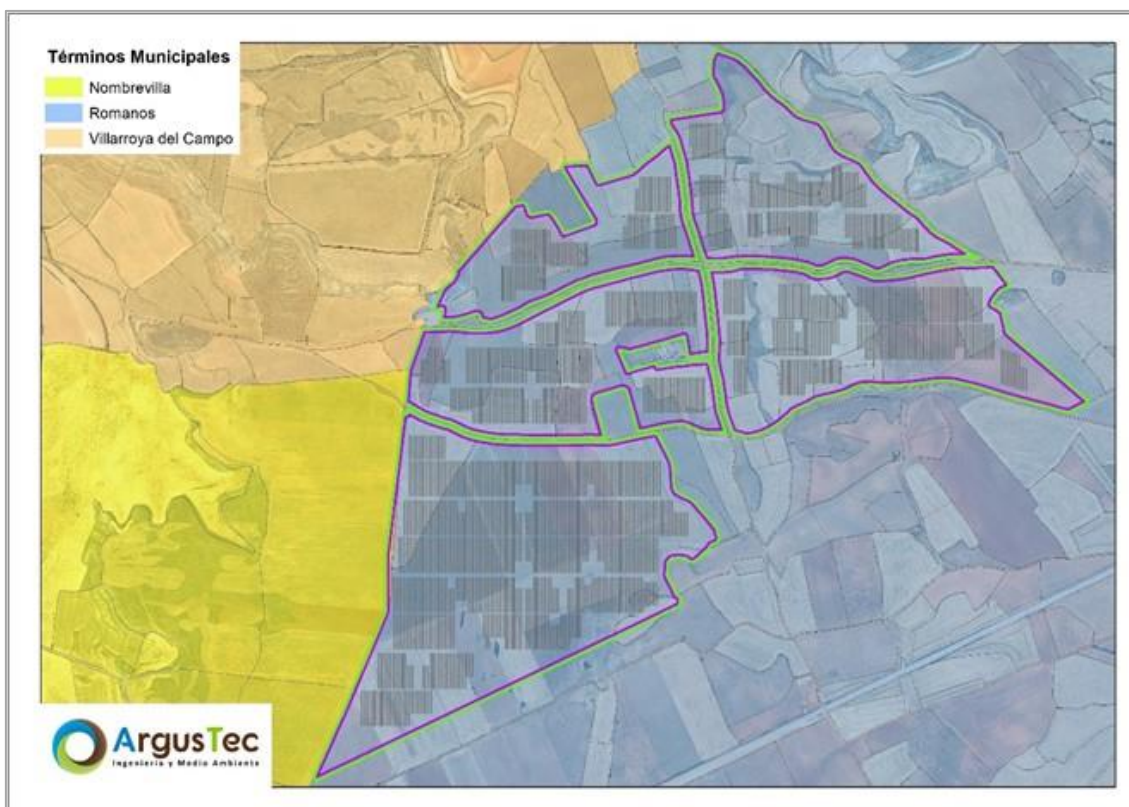 Términos Municipales
Nombrevilla
Romanos
Villarroya del Campo
ArgusTec
Ingeniería y Medio Ambiente